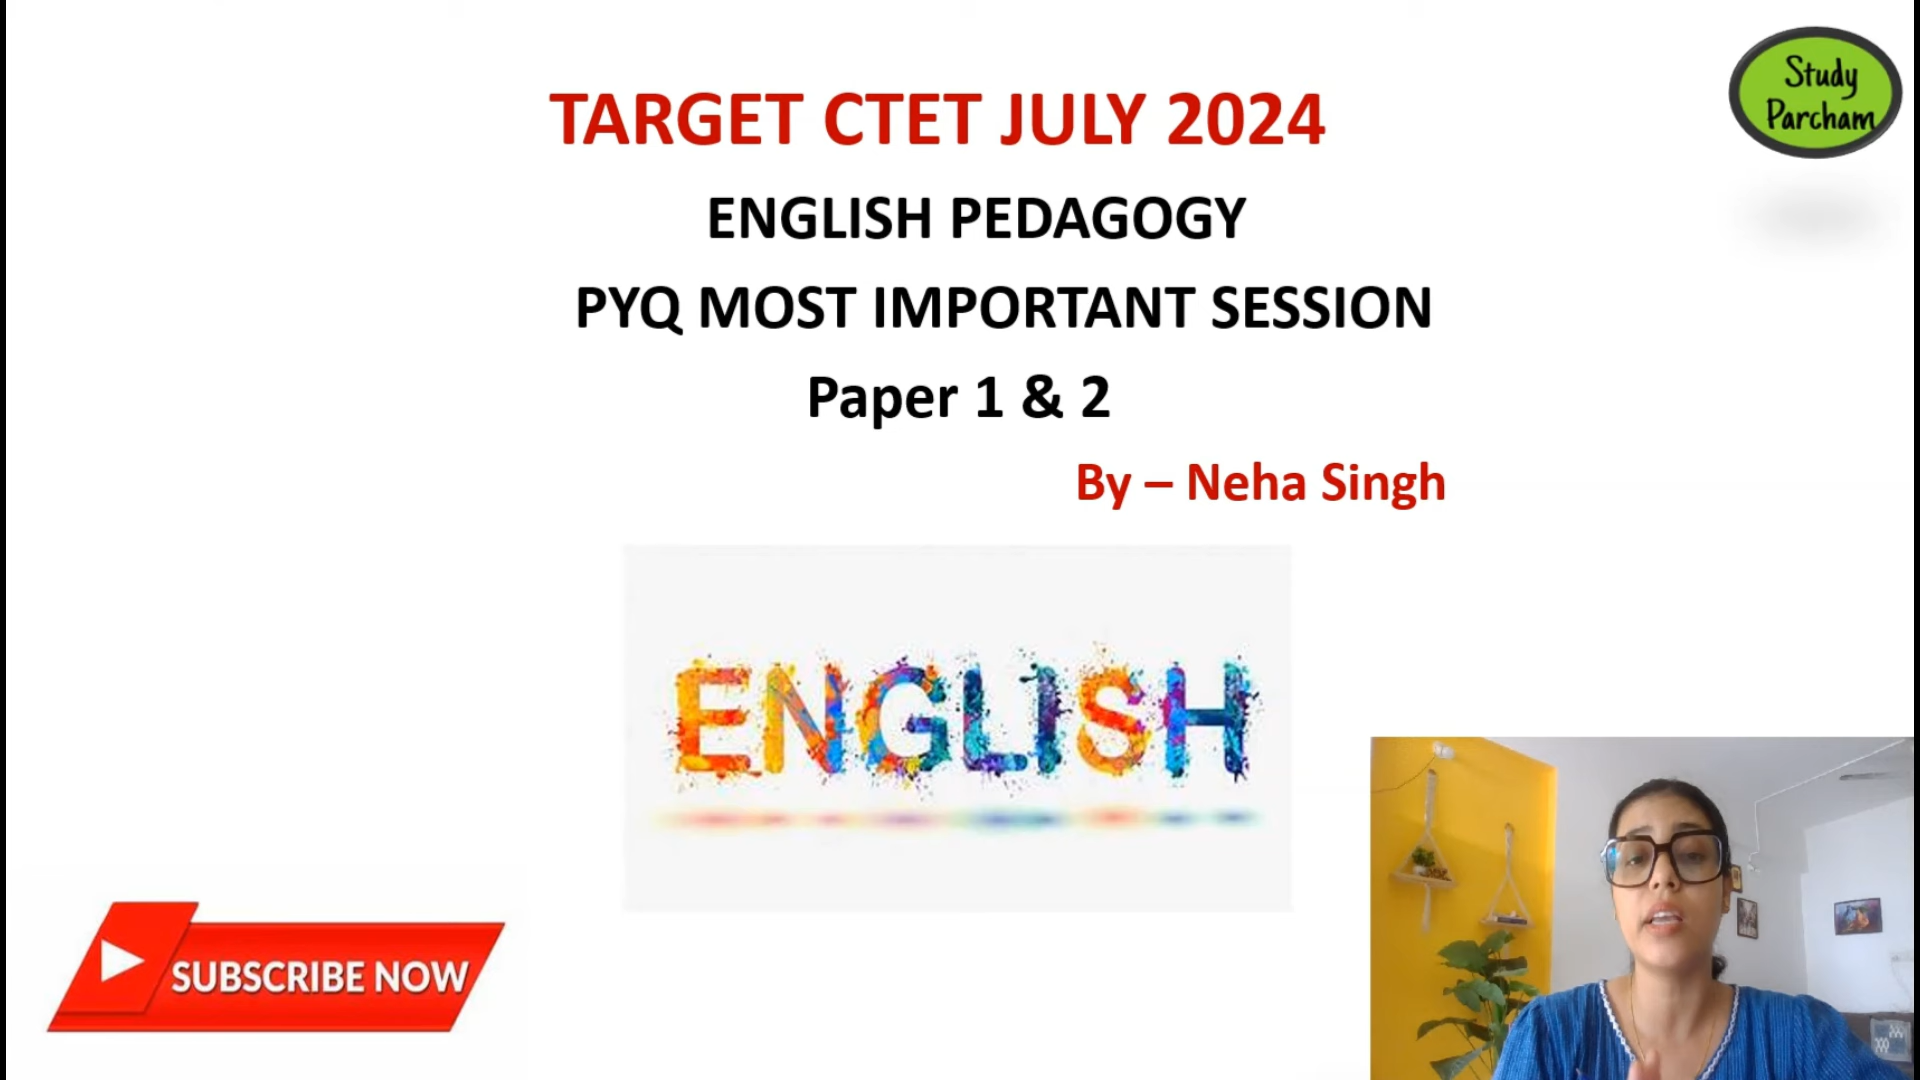 TARGET CTET JULY 2024
Study
Parcham
ENGLISH PEDAGOGY
PYQ MOST IMPORTANT SESSION
Paper 1 & 2
By – Neha Singh
ENGLISH
SUBSCRIBE NOW